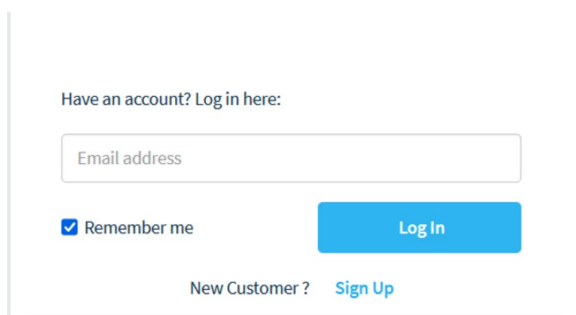 Have an account? Log in here:
Email address
Remember me
Log In
New Customer ? Sign Up